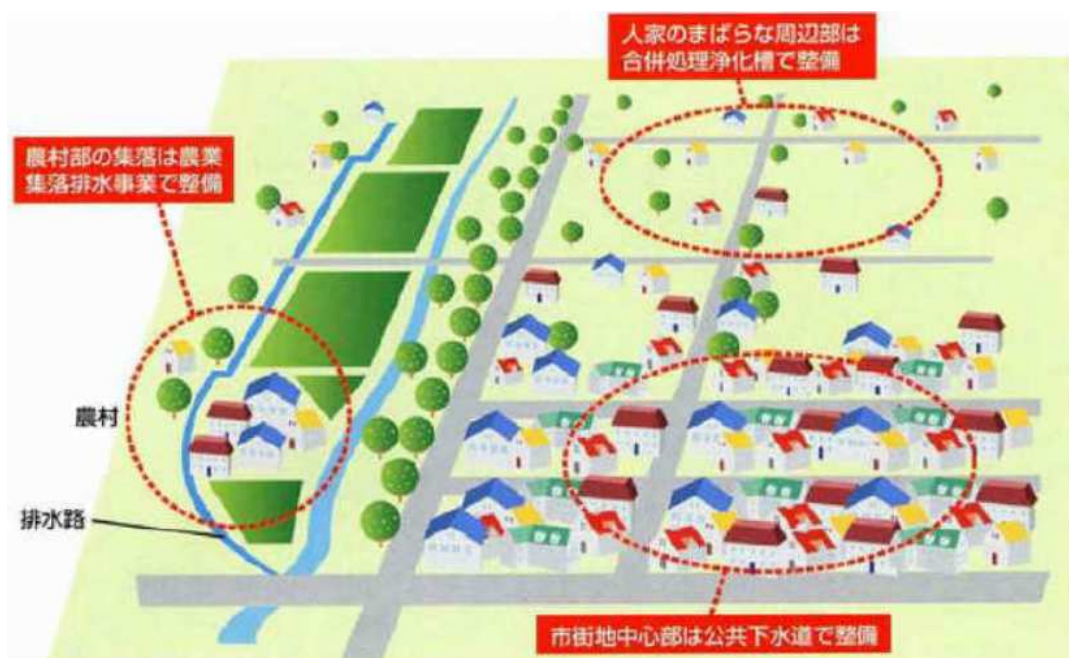 人家のまばらな周辺部は
合併処理浄化槽で整備
農村部の集落は農業
集落排水事業で整備
農村
排水路
市街地中心部は公共下水道で整備